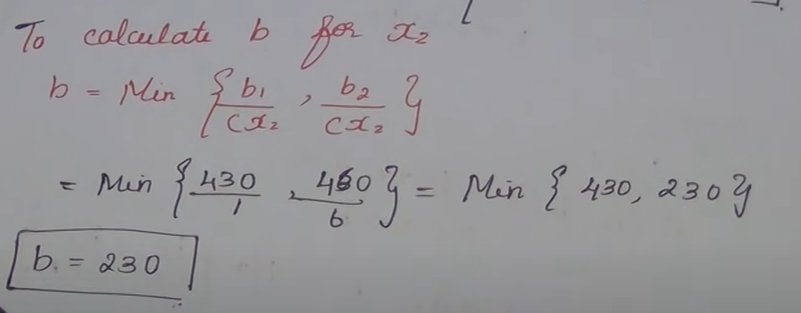 To calculate b for x₂
b = Min { b₁/Cx₂ , b₂/Cx₂ }
= Min { 430/1 , 460/6 } = Min { 430, 230 }
b = 230